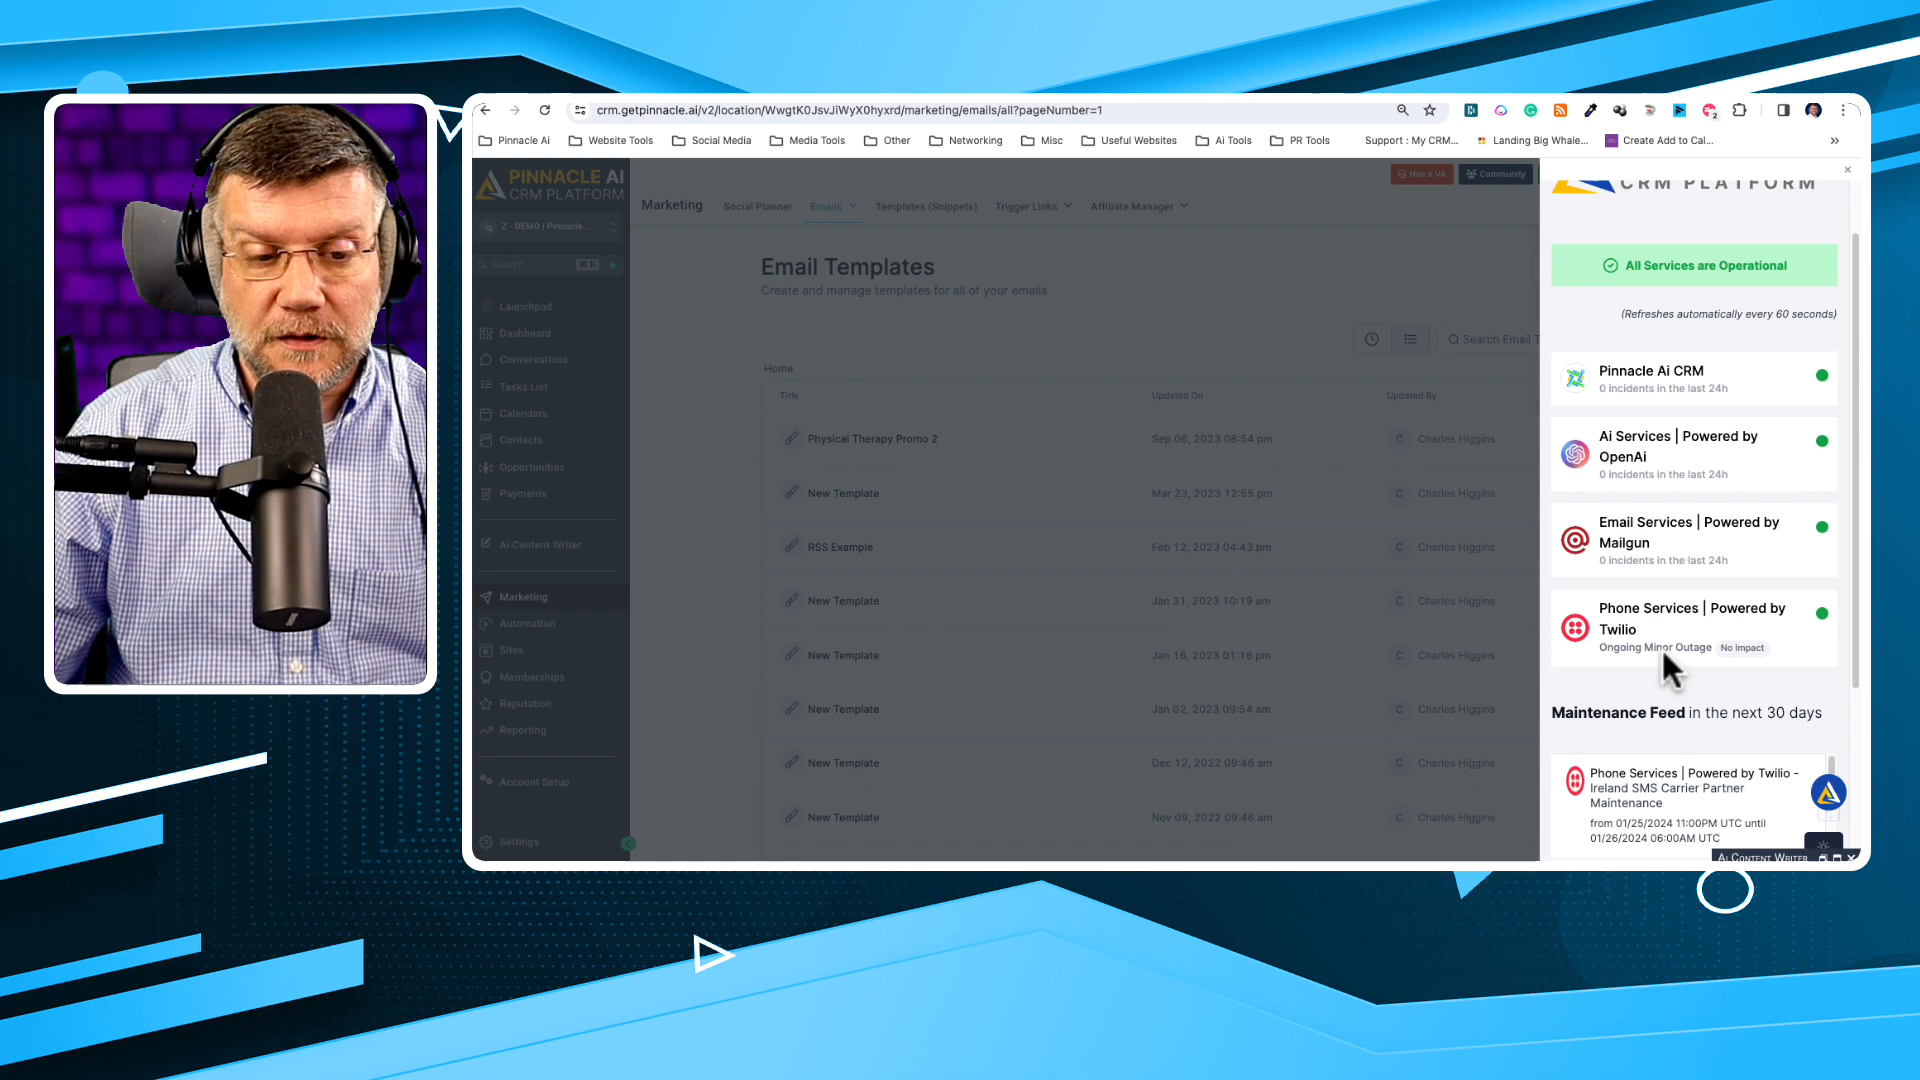 crm.getpinnacle.ai/v2/location/WwgtK0JsvJiWyX0hyxrd/marketing/emails/all?pageNumber=1
2
Pinnacle Ai
Website Tools
Social Media
Media Tools
Other
Networking
Misc
Useful Websites
Ai Tools
PR Tools
Support : My CRM...
Landing Big Whale...
Create Add to Cal...
»
PINNACLE AI
CRM PLATFORM
Z - DEMO | Pinnacle...
Search
⌘K
Launchpad
Dashboard
Conversations
Tasks List
Calendars
Contacts
Opportunities
Payments
Ai Content Writer
Marketing
Automation
Sites
Memberships
Reputation
Reporting
Account Setup
Settings
Hire a VA
Community
Marketing
Social Planner
Emails
Templates (Snippets)
Trigger Links
Affiliate Manager
Email Templates
Create and manage templates for all of your emails
Search Email T
Home
Title
Updated On
Updated By
Physical Therapy Promo 2
Sep 06, 2023 08:54 pm
C Charles Higgins
New Template
Mar 23, 2023 12:55 pm
C Charles Higgins
RSS Example
Feb 12, 2023 04:43 pm
C Charles Higgins
New Template
Jan 31, 2023 10:19 am
C Charles Higgins
New Template
Jan 16, 2023 01:16 pm
C Charles Higgins
New Template
Jan 02, 2023 09:54 am
C Charles Higgins
New Template
Dec 12, 2022 09:46 am
C Charles Higgins
New Template
Nov 09, 2022 09:46 am
C Charles Higgins
CRM PLATFORM
All Services are Operational
(Refreshes automatically every 60 seconds)
Pinnacle Ai CRM
0 incidents in the last 24h
Ai Services | Powered by
OpenAi
0 incidents in the last 24h
Email Services | Powered by
Mailgun
0 incidents in the last 24h
Phone Services | Powered by
Twilio
Ongoing Minor Outage No Impact
Maintenance Feed in the next 30 days
Phone Services | Powered by Twilio -
Ireland SMS Carrier Partner
Maintenance
from 01/25/2024 11:00PM UTC until
01/26/2024 06:00AM UTC
Ai Content Writer